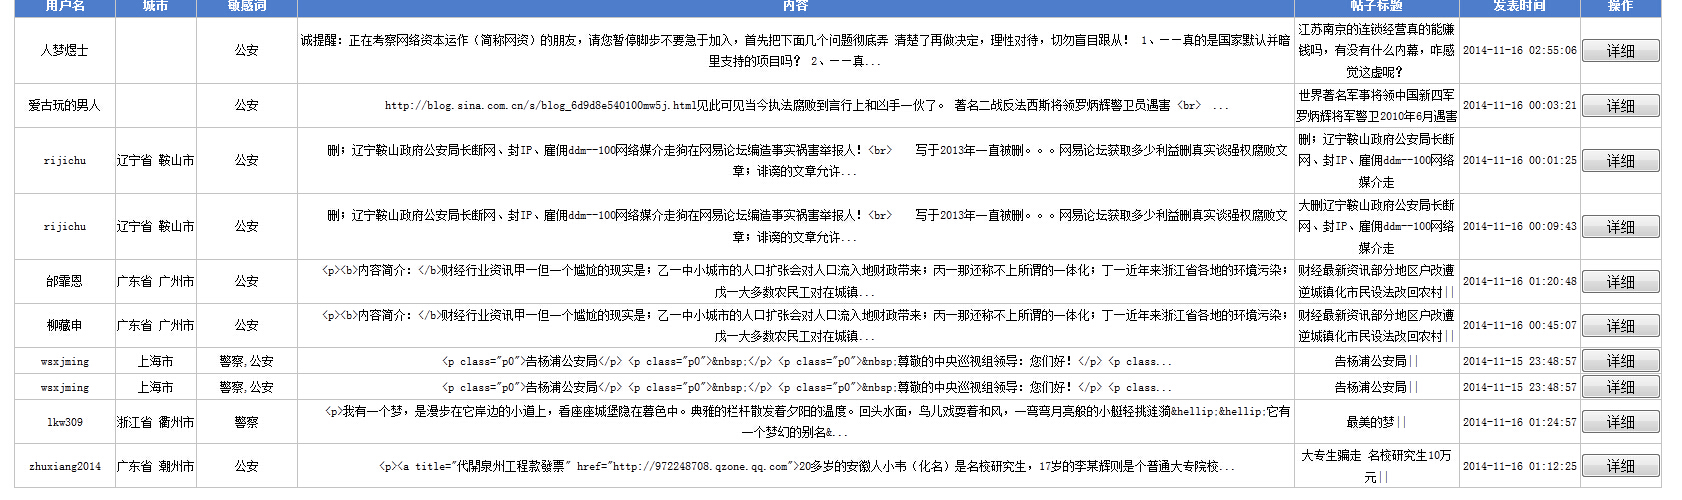 用户名 城市 敏感词 内容 帖子标题 发表时间 操作
人梦煜士 公安 诚提醒：正在考察网络资本运作（简称网资）的朋友，请您暂停脚步不要急于加入，首先把下面几个问题彻底弄 清楚了再做决定，理性对待，切勿盲目跟从！ 1、－－真的是国家默认并暗
里支持的项目吗？ 2、－－真...
江苏南京的连锁经营真的能赚
钱吗，有没有什么内幕，咋感
觉这虚呢？
2014-11-16 02:55:06 详细
爱古玩的男人 公安 http://blog.sina.com.cn/s/blog_6d9d8e540100mw5j.html见此可见当今执法腐败到言行上和凶手一伙了。 著名二战反法西斯将领罗炳辉警卫员遇害 <br> ...
世界著名军事将领中国新四军
罗炳辉将军警卫2010年6月遇害
2014-11-16 00:03:21 详细
rijichu 辽宁省 鞍山市 公安 删；辽宁鞍山政府公安局长断网、封IP、雇佣ddm--100网络媒介走狗在网易论坛编造事实祸害举报人！<br> 写于2013年一直被删。。。网易论坛获取多少利益删真实谈强权腐败文
章；诽谤的文章允许...
删；辽宁鞍山政府公安局长断
网、封IP、雇佣ddm--100网络
媒介走
2014-11-16 00:01:25 详细
rijichu 辽宁省 鞍山市 公安 删；辽宁鞍山政府公安局长断网、封IP、雇佣ddm--100网络媒介走狗在网易论坛编造事实祸害举报人！<br> 写于2013年一直被删。。。网易论坛获取多少利益删真实谈强权腐败文
章；诽谤的文章允许...
大删辽宁鞍山政府公安局长断
网、封IP、雇佣ddm--100网络
媒介走
2014-11-16 00:09:43 详细
邰霏恩 广东省 广州市 公安 <p><b>内容简介：</b>财经行业资讯甲一但一个尴尬的现实是；乙一中小城市的人口扩张会对人口流入地财政带来；丙一那还称不上所谓的一体化；丁一近年来浙江省各地的环境污染；
戊一大多数农民工对在城镇...
财经最新资讯部分地区户改遭
逆城镇化市民设法改回农村||
2014-11-16 01:20:48 详细
柳蕴申 广东省 广州市 公安 <p><b>内容简介：</b>财经行业资讯甲一但一个尴尬的现实是；乙一中小城市的人口扩张会对人口流入地财政带来；丙一那还称不上所谓的一体化；丁一近年来浙江省各地的环境污染；
戊一大多数农民工对在城镇...
财经最新资讯部分地区户改遭
逆城镇化市民设法改回农村||
2014-11-16 00:45:07 详细
wsxjming 上海市 警察,公安 <p class="p0">告杨浦公安局</p> <p class="p0">&nbsp;</p> <p class="p0">&nbsp;尊敬的中央巡视组领导：您们好！</p> <p class... 告杨浦公安局|| 2014-11-15 23:48:57 详细
wsxjming 上海市 警察,公安 <p class="p0">告杨浦公安局</p> <p class="p0">&nbsp;</p> <p class="p0">&nbsp;尊敬的中央巡视组领导：您们好！</p> <p class... 告杨浦公安局|| 2014-11-15 23:48:57 详细
lkw309 浙江省 衢州市 警察 <p>我有一个梦，是漫步在它岸边的小道上，看座座城堡隐在暮色中。典雅的栏杆散发着夕阳的温度。回头水面，鸟儿戏耍着和风，一弯弯月亮般的小艇轻挑涟漪&hellip;&hellip;它有
一个梦幻的别名&...
最美的梦|| 2014-11-16 01:24:57 详细
zhuxiang2014 广东省 潮州市 公安 <p><a title="代開泉州工程款發票" href="http://972248708.qzone.qq.com">20多岁的安徽人小韦（化名）是名校研究生，17岁的李某辉则是个普通大专院校...
大专生骗走 名校研究生10万
元||
2014-11-16 01:12:25 详细